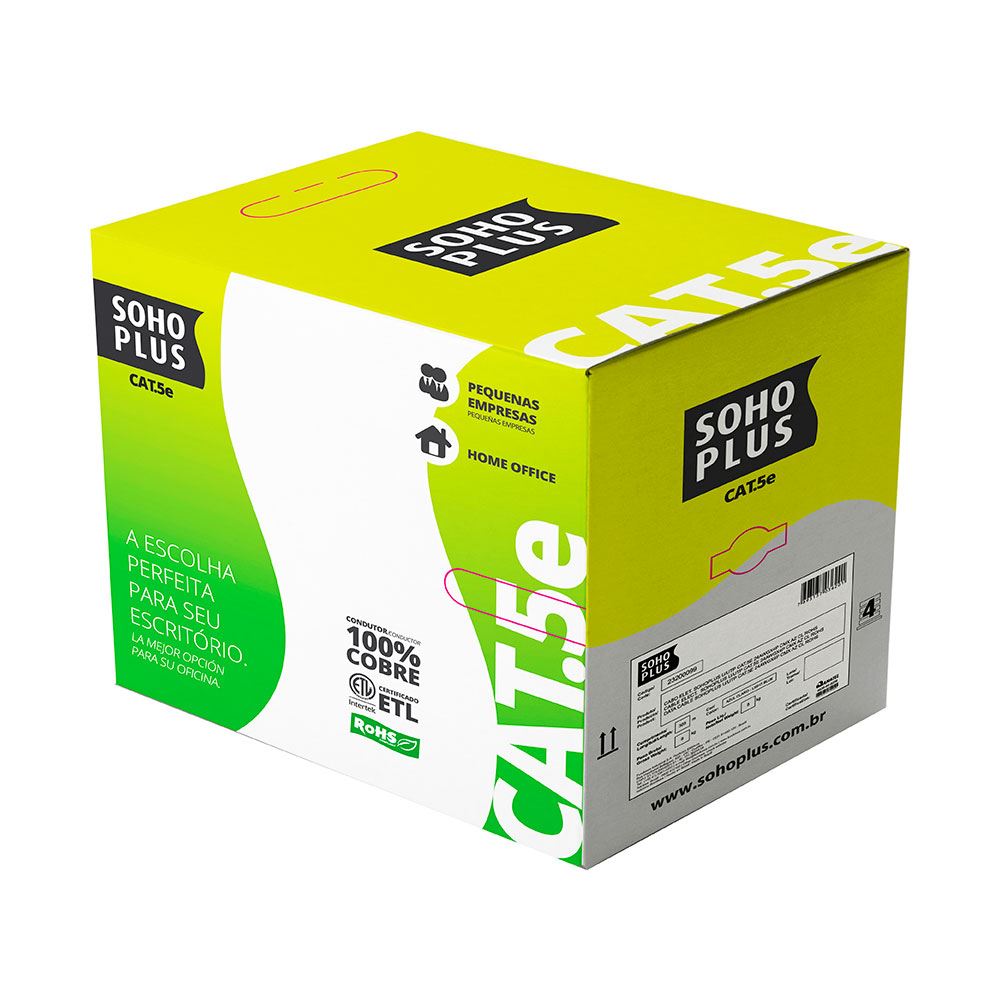 SOHO
PLUS
CAT.5e
SOHO
PLUS
CAT.5e
PEQUENAS
EMPRESAS
PEQUEÑAS EMPRESAS
HOME OFFICE
A ESCOLHA
PERFEITA
PARA SEU
ESCRITÓRIO.
LA MEJOR OPCIÓN
PARA SU OFICINA.
CONDUTOR/CONDUCTOR
100%
COBRE
Intertek
CERTIFICADO
ETL
RoHS
CAT.5e
SOHO
PLUS
CAT.5e
4
SOHO
PLUS
23200099
www.sohoplus.com.br